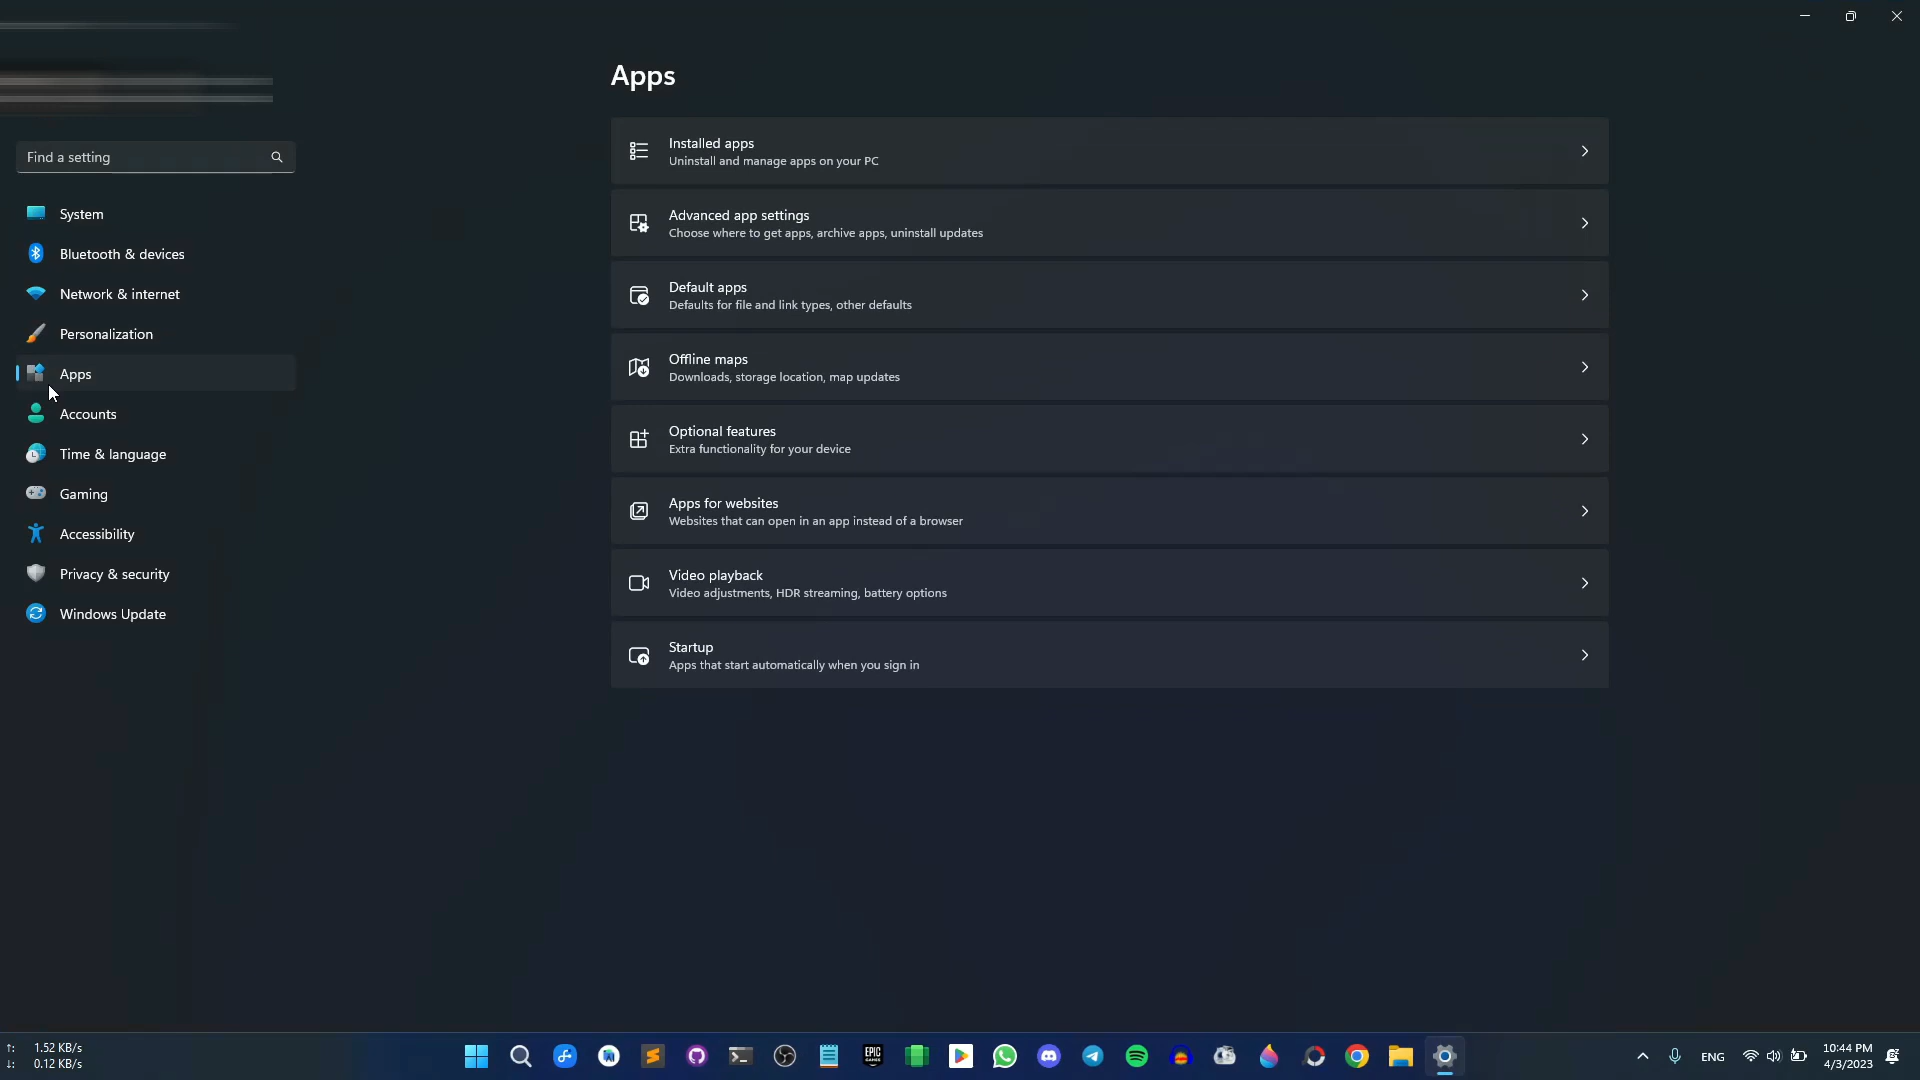 Apps
Find a setting
System
Bluetooth & devices
Network & internet
Personalization
Apps
Accounts
Time & language
Gaming
Accessibility
Privacy & security
Windows Update
Installed apps
Uninstall and manage apps on your PC
Advanced app settings
Choose where to get apps, archive apps, uninstall updates
Default apps
Defaults for file and link types, other defaults
Offline maps
Downloads, storage location, map updates
Optional features
Extra functionality for your device
Apps for websites
Websites that can open in an app instead of a browser
Video playback
Video adjustments, HDR streaming, battery options
Startup
Apps that start automatically when you sign in
↑: 1.52 KB/s
↓: 0.12 KB/s
EPIC
GAMES
ENG
10:44 PM
4/3/2023